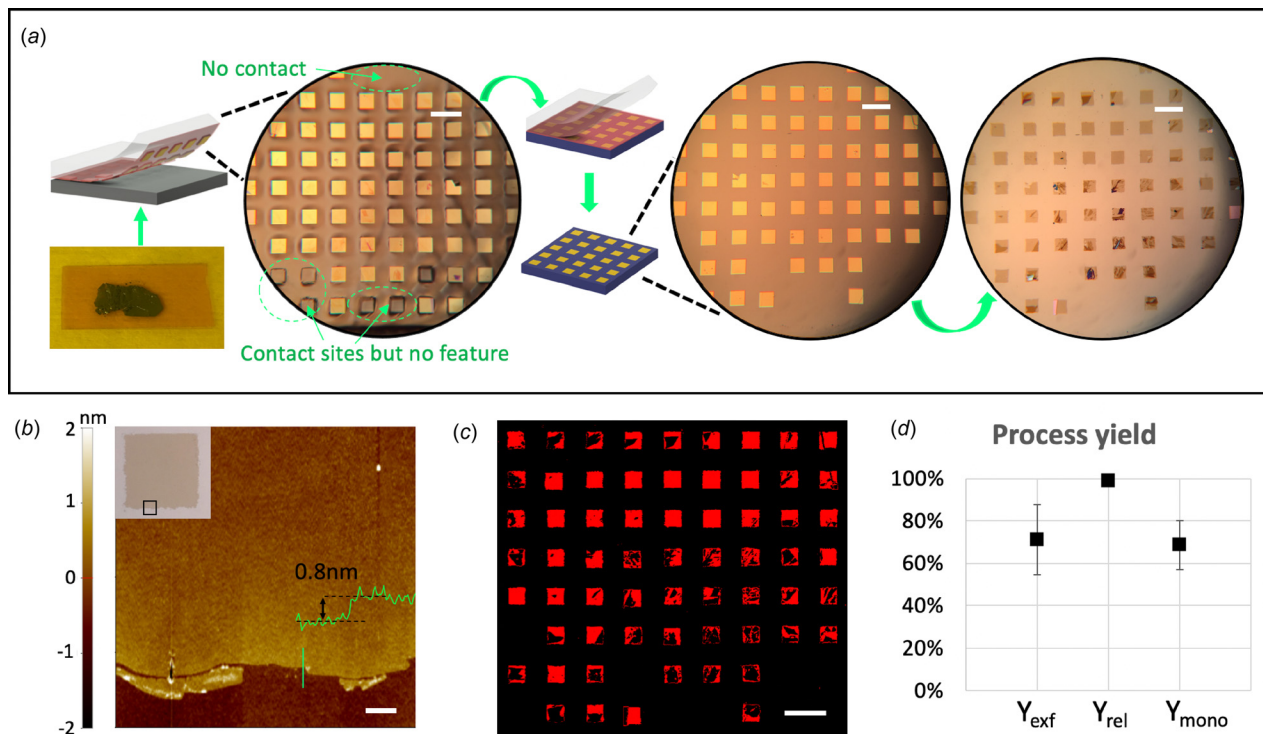 (a)
No contact
Contact sites but no feature
(b)
nm
2
1
0
-1
-2
0.8nm
(c)
(d)
Process yield
100%
80%
60%
40%
20%
0%
Yexf Yrel Ymono